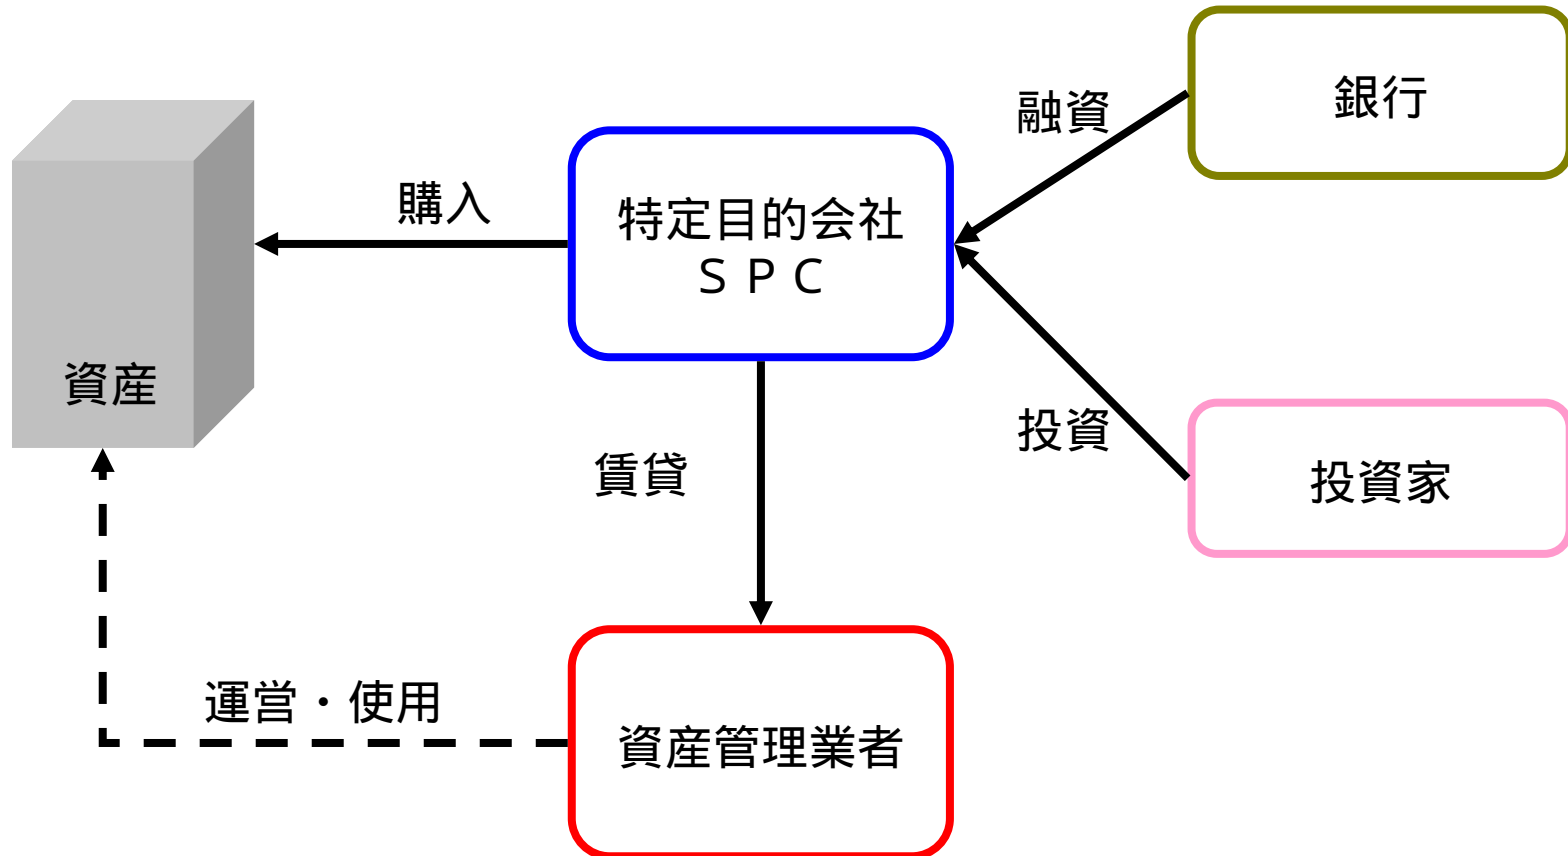 銀行
融資
購入
特定目的会社
ＳＰＣ
資産
投資
賃貸
投資家
運営・使用
資産管理業者